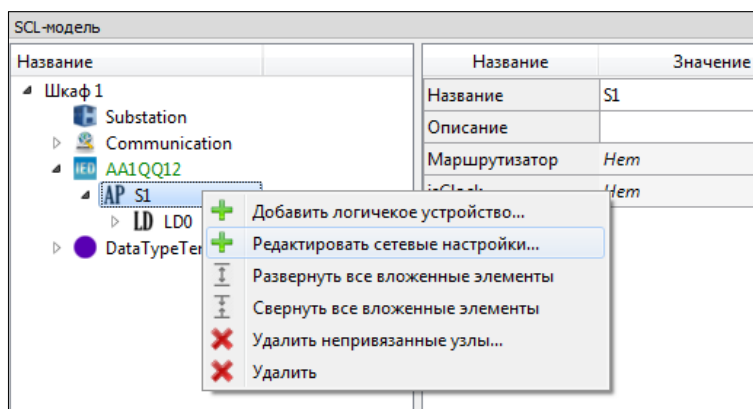 SCL-модель
Название
Название Значение
Шкаф 1
Название S1
Substation
Описание
Communication
Маршрутизатор Нет
IED AA1QQ12
Нет
AP S1
Добавить логичекое устройство...
LD LD0
Редактировать сетевые настройки...
Развернуть все вложенные элементы
Свернуть все вложенные элементы
Удалить непривязанные узлы...
Удалить